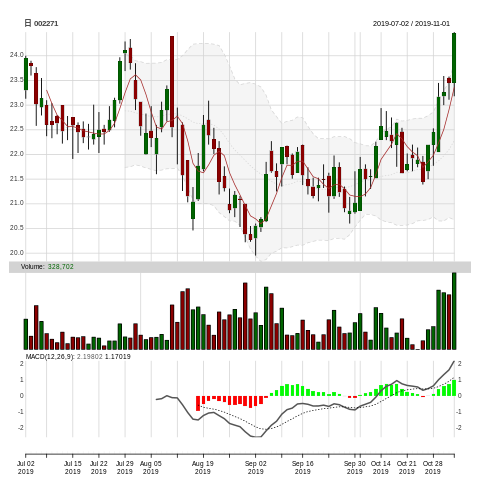 日 002271 2019-07-02 / 2019-11-01
24.0
23.5
23.0
22.5
22.0
21.5
21.0
20.5
20.0
Volume: 328,702
MACD(12,26,9): 2.19802 1.17019
2 2
1 1
0 0
-1 -1
-2 -2
Jul 02 Jul 15 Jul 22 Jul 29 Aug 05 Aug 19 Sep 02 Sep 16 Sep 30 Oct 14 Oct 21 Oct 28
2019 2019 2019 2019 2019 2019 2019 2019 2019 2019 2019 2019